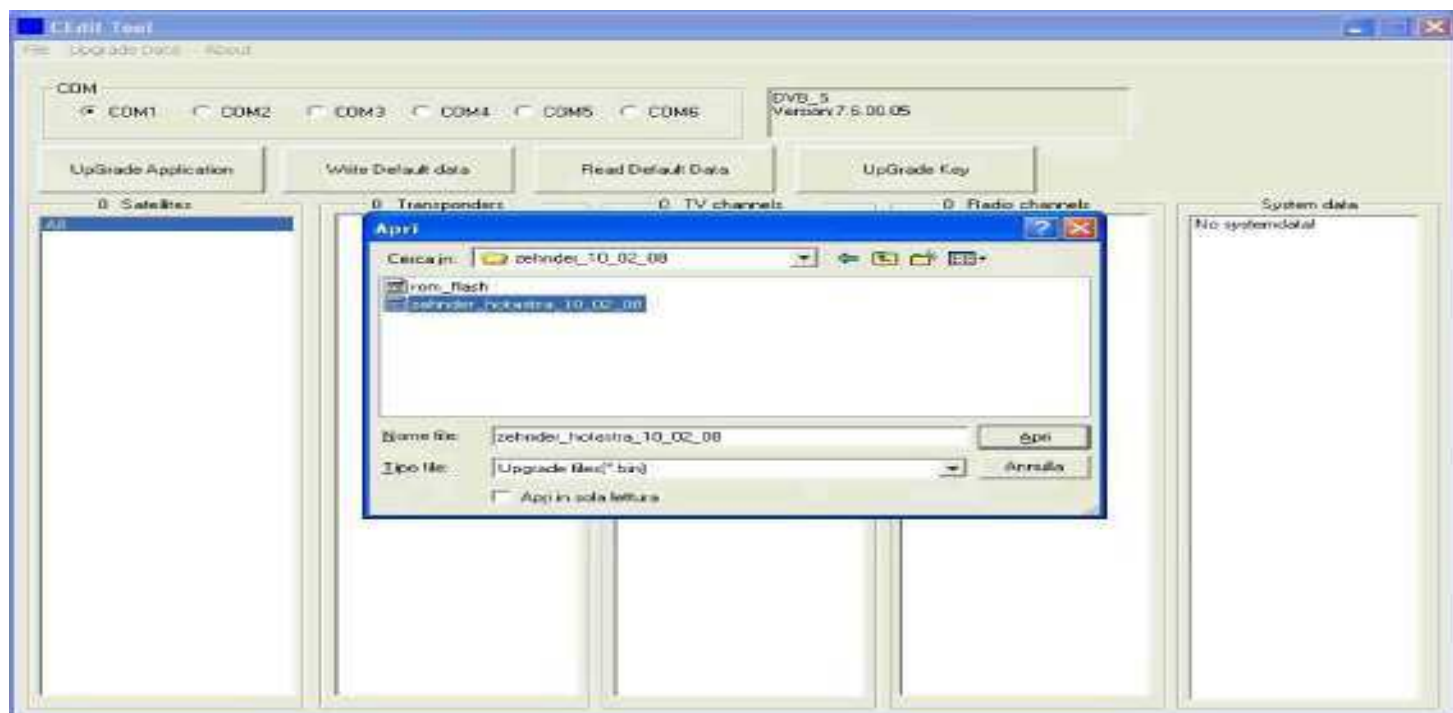 CEdit Tool
File Upgrade Data About
COM
COM1 COM2 COM3 COM4 COM5 COM6
DVB_S
Version:7.6.00.05
UpGrade Application Write Default data Read Default Data UpGrade Key
0 Satellites 0 Transponders 0 TV channels 0 Radio channels System data
All
No systemdata!
Apri
Cerca in: zehnder_10_02_08
rom_flash
zehnder_hotastra_10_02_08
Nome file: zehnder_hotastra_10_02_08 Apri
Tipo file: Upgrade files(*.bin) Annulla
Apri in sola lettura